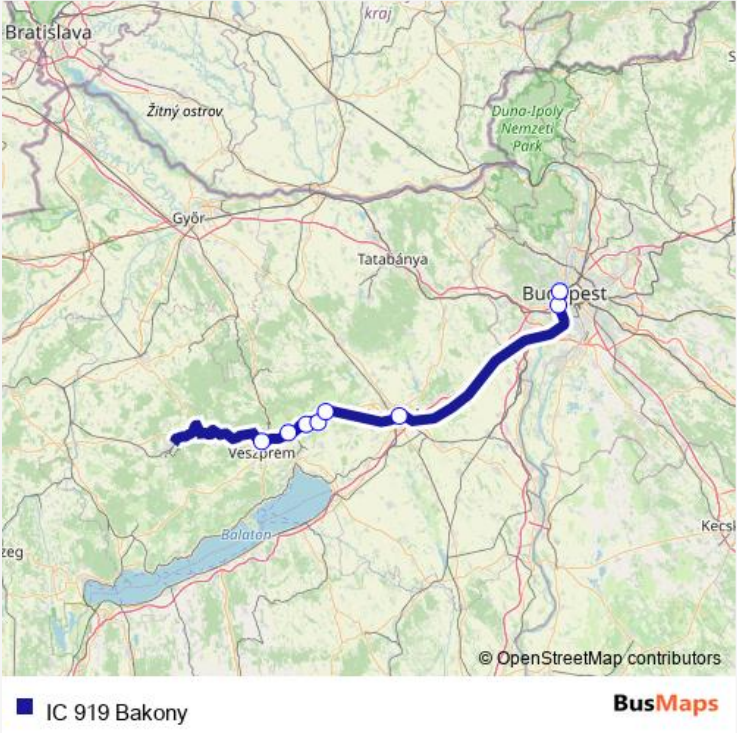 Bratislava
kraj
Žitný ostrov
Duna-Ipoly
Nemzeti
Park
Győr
Tatabánya
Budapest
Veszprém
Balaton
Kecsk
zeg
© OpenStreetMap contributors
IC 919 Bakony
BusMaps